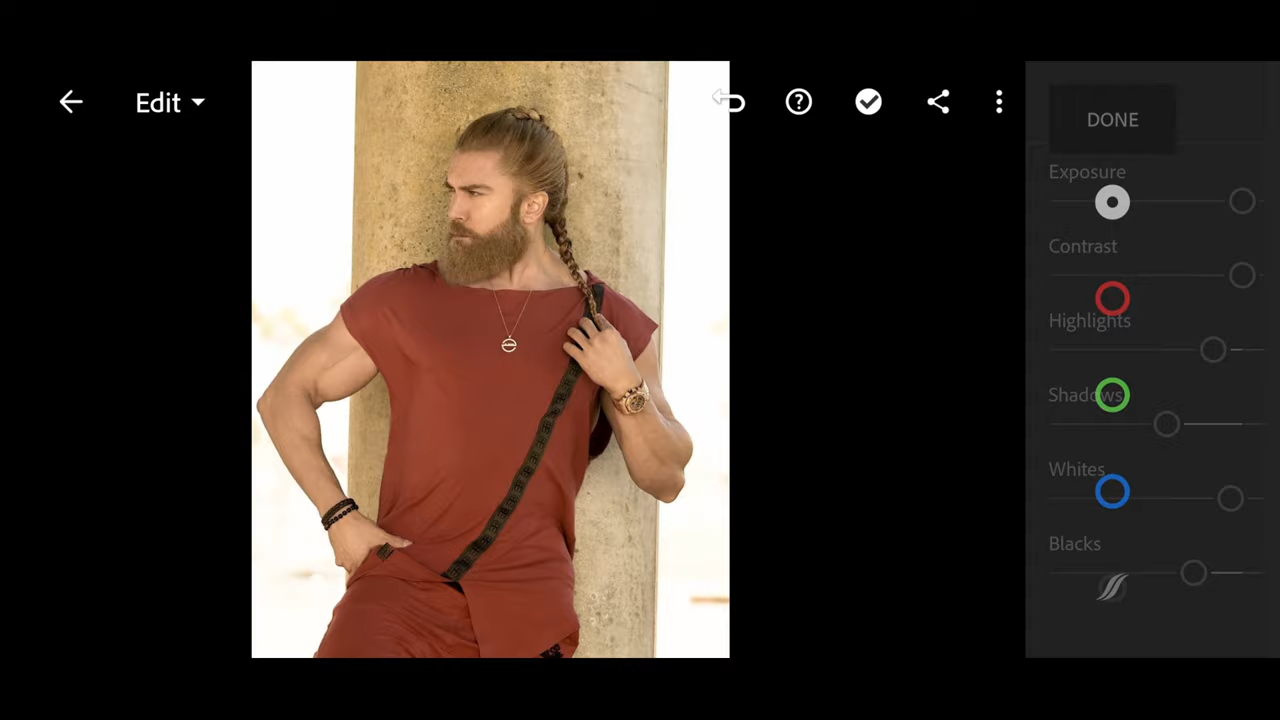 Edit
DONE
Exposure
Contrast
Highlights
Shadows
Whites
Blacks